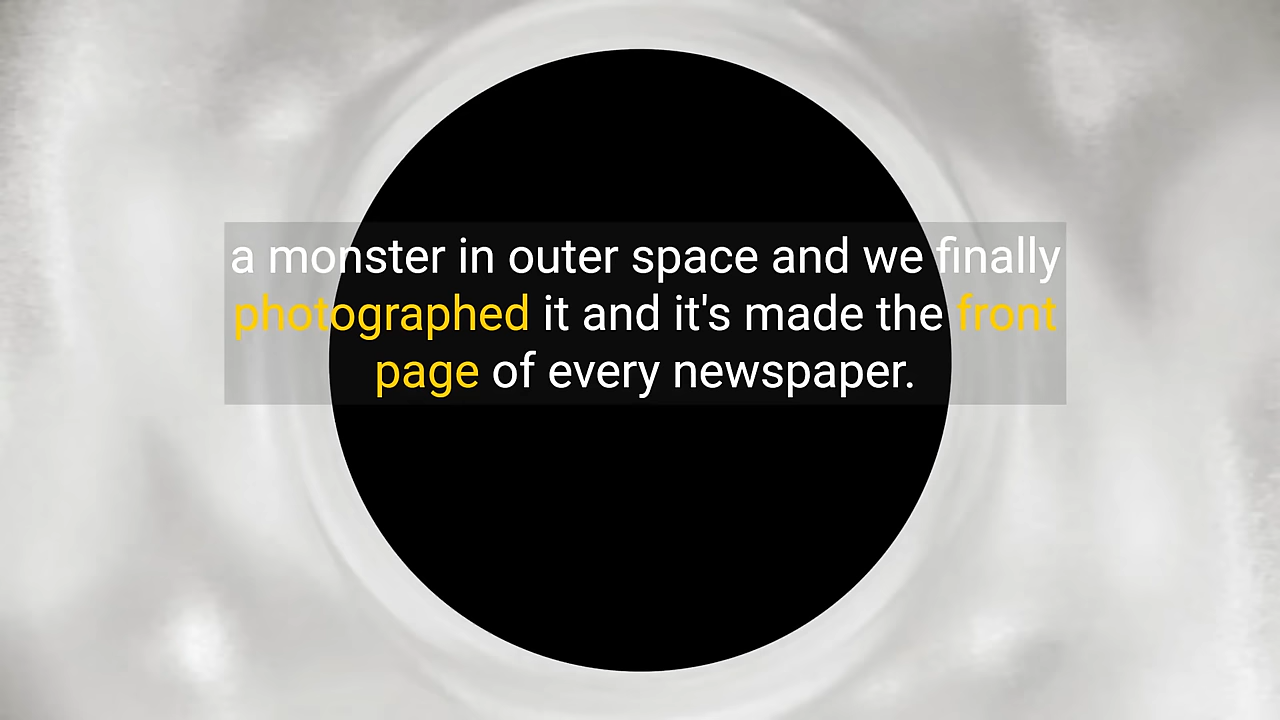 a monster in outer space and we finally
photographed it and it's made the front
page of every newspaper.